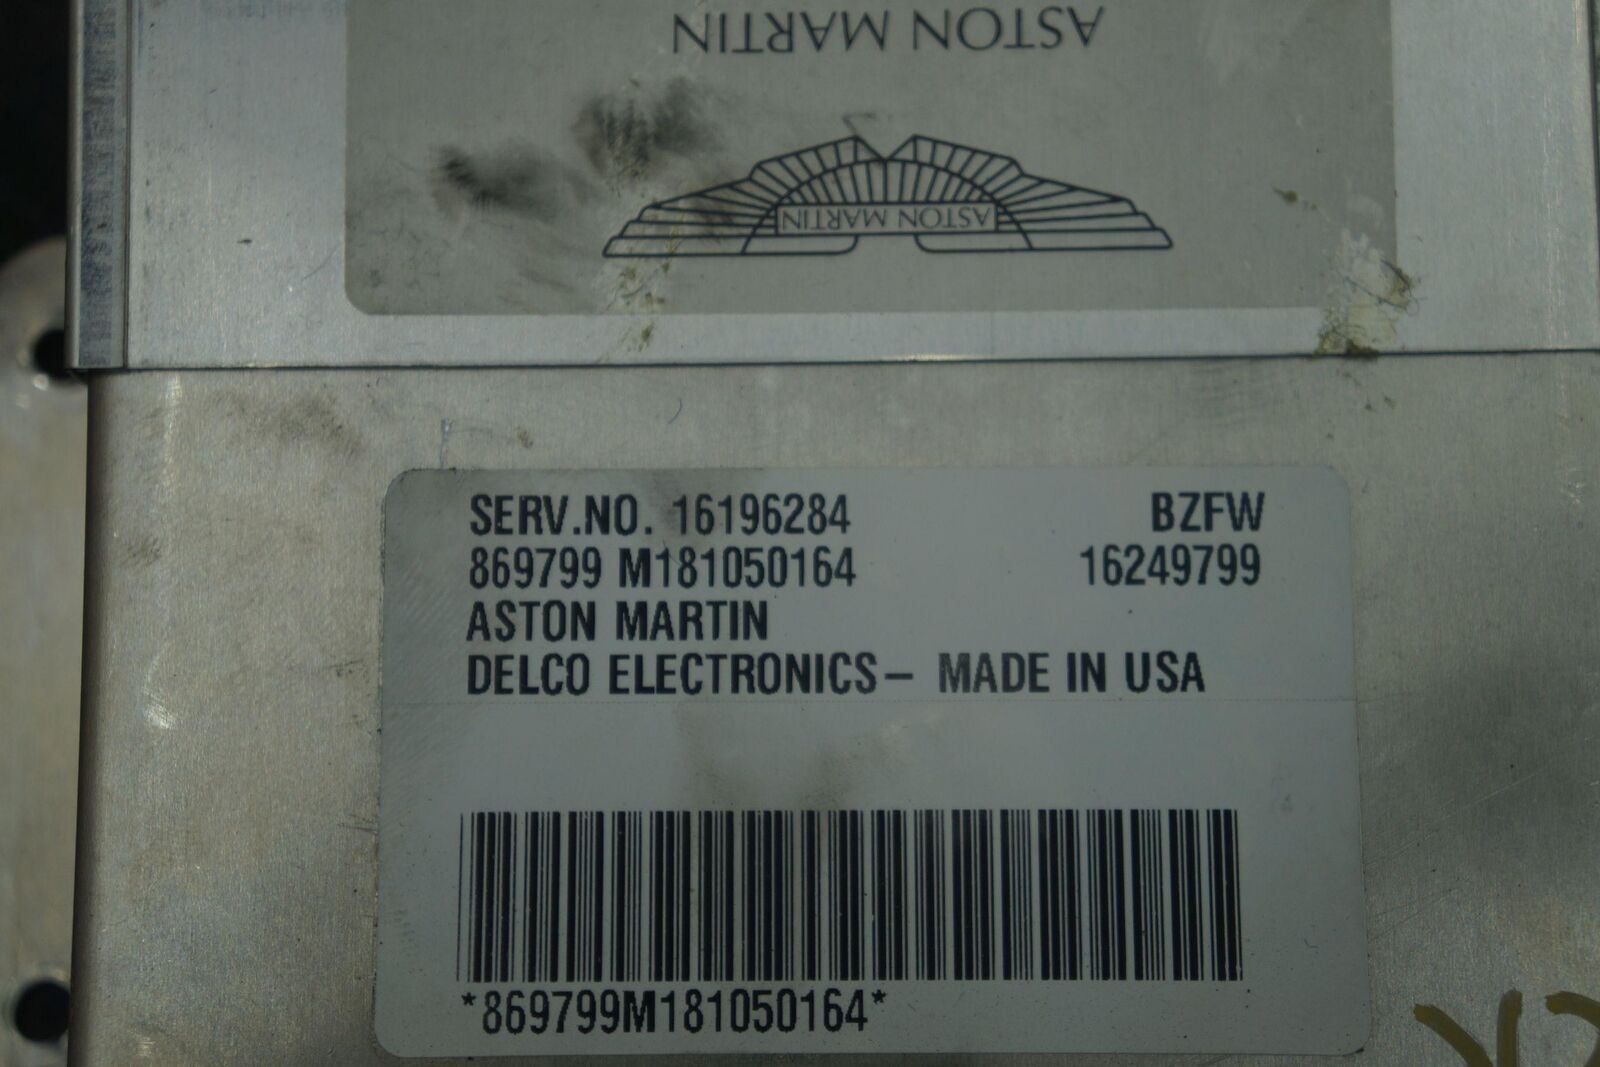 ASTON MARTIN
ASTON MARTIN
SERV.NO. 16196284 BZFW
869799 M181050164 16249799
ASTON MARTIN
DELCO ELECTRONICS– MADE IN USA
*869799M181050164*